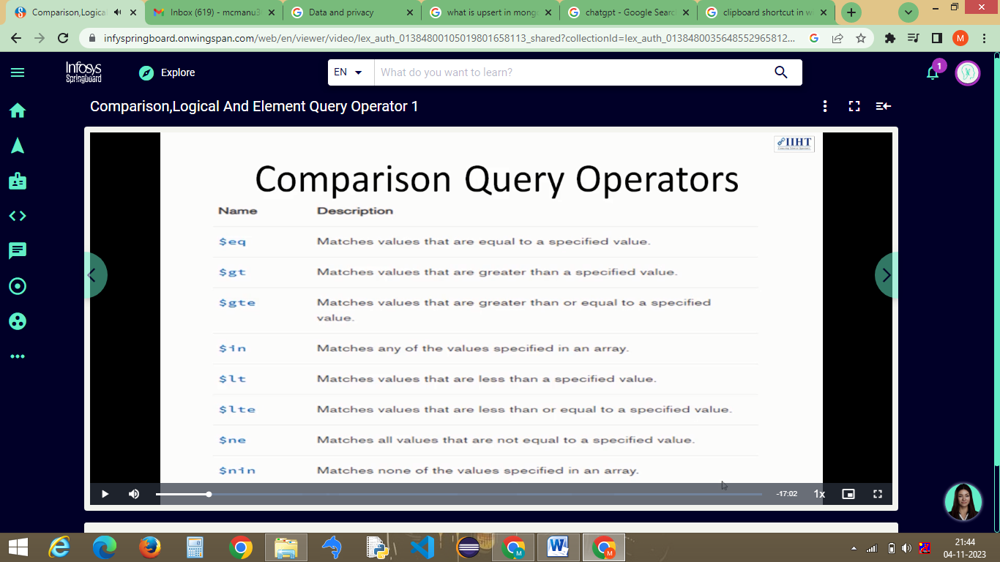 Comparison,Logical
Inbox (619) - mcmanu3
Data and privacy
what is upsert in mong
chatgpt - Google Searc
clipboard shortcut in w
infyspringboard.onwingspan.com/web/en/viewer/video/lex_auth_01384800105019801658113_shared?collectionId=lex_auth_0138480035648552965812...
M
Infosys
Springboard
Explore
EN
What do you want to learn?
1
Comparison,Logical And Element Query Operator 1
IIHT
Comparison Query Operators
Name Description
$eq Matches values that are equal to a specified value.
$gt Matches values that are greater than a specified value.
$gte Matches values that are greater than or equal to a specified
value.
$in Matches any of the values specified in an array.
$lt Matches values that are less than a specified value.
$lte Matches values that are less than or equal to a specified value.
$ne Matches all values that are not equal to a specified value.
$nin Matches none of the values specified in an array.
-17:02 1x
21:44
04-11-2023